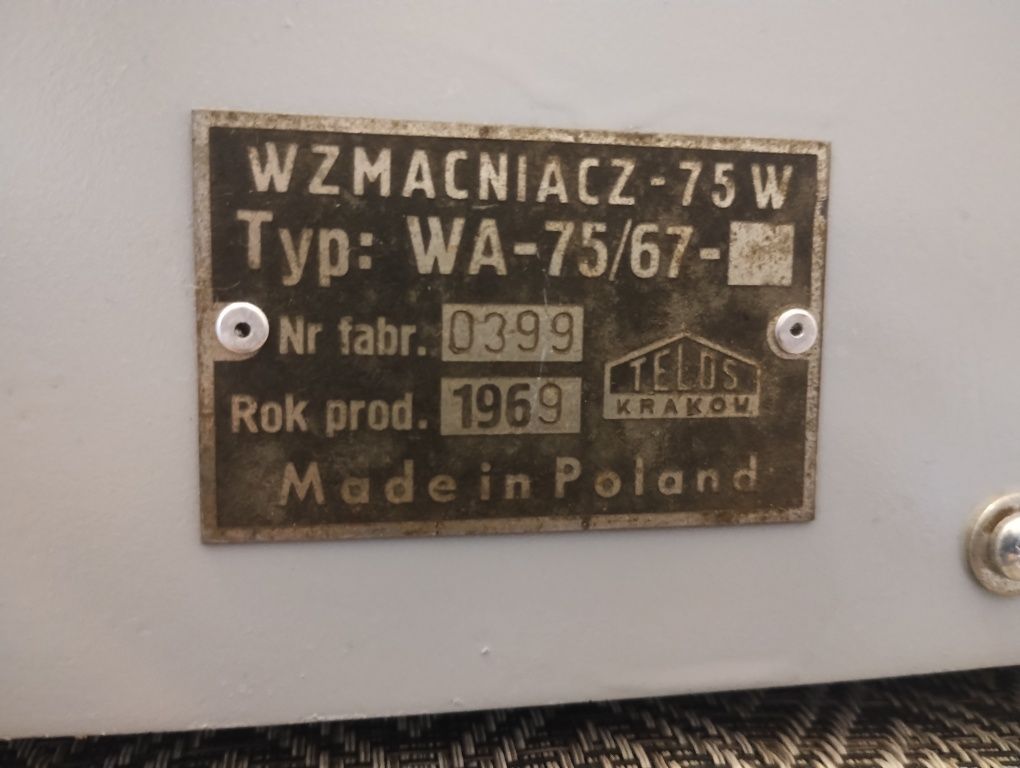 WZMACNIACZ-75W
Typ: WA-75/67-
Nr fabr. 0399
Rok prod. 1969
TELOS
KRAKOW
Made in Poland